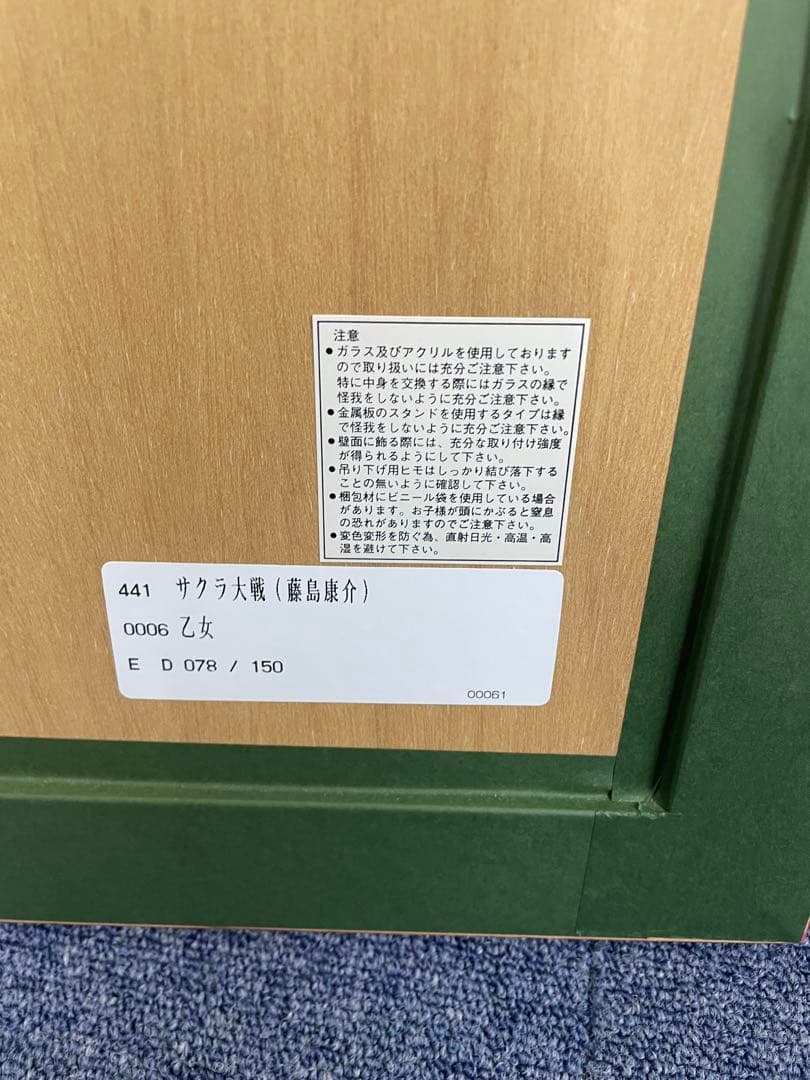 注意
●ガラス及びアクリルを使用しております
ので取り扱いには充分ご注意下さい。
特に中身を交換する際にはガラスの縁で
怪我をしないように充分ご注意下さい。
●金属板のスタンドを使用するタイプは縁
で怪我をしないように充分ご注意下さい。
●壁面に飾る際には、充分な取り付け強度
が得られるようにして下さい。
●吊り下げ用ヒモはしっかり結び落下する
ことの無いように確認して下さい。
●梱包材にビニール袋を使用している場合
があります。お子様が頭にかぶると窒息
の恐れがありますのでご注意下さい。
●変色変形を防ぐ為、直射日光・高温・高
湿を避けて下さい。
441 サクラ大戦(藤島康介)
0006 乙女
E D 078 / 150
00061